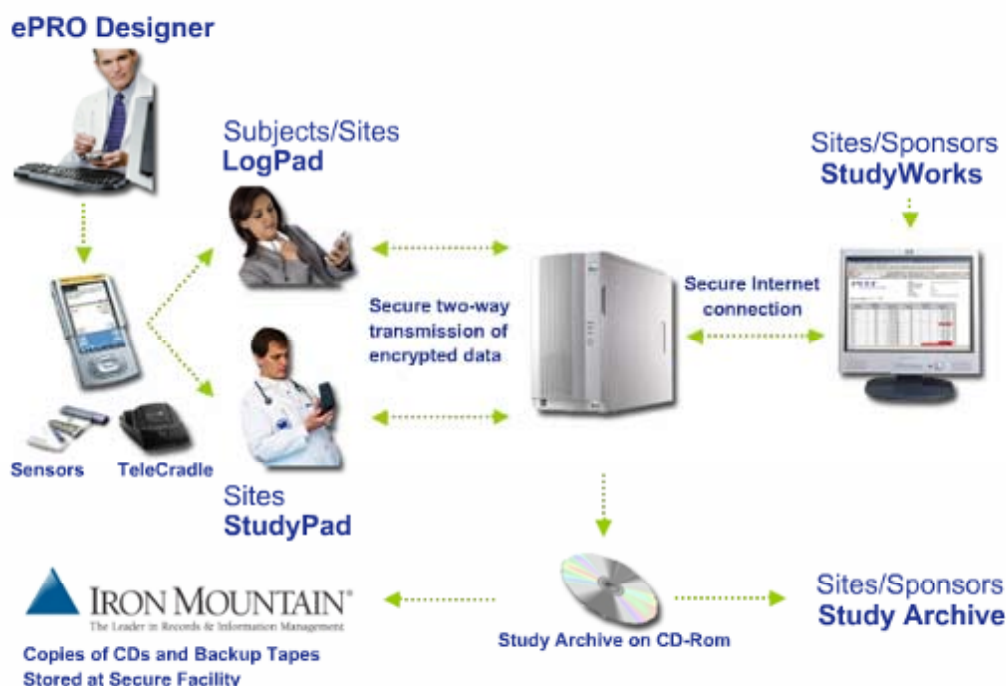 ePRO Designer
Subjects/Sites
LogPad
Sites/Sponsors
StudyWorks
Secure two-way
transmission of
encrypted data
Secure Internet
connection
Sensors
TeleCradle
Sites
StudyPad
IRON MOUNTAIN®
The Leader in Records & Information Management
Copies of CDs and Backup Tapes
Stored at Secure Facility
Study Archive on CD-Rom
Sites/Sponsors
Study Archive